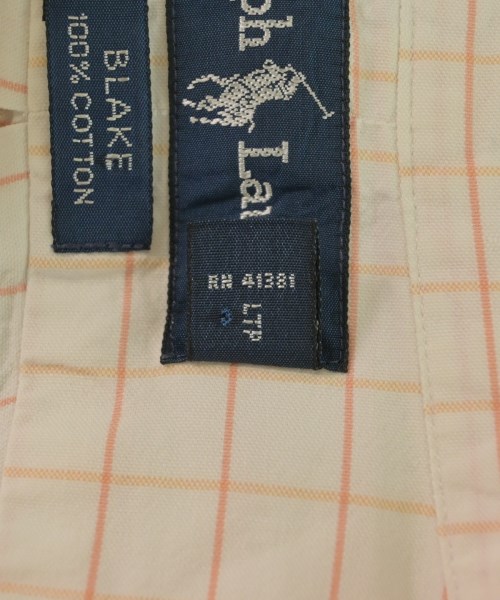 BLAKE
100% COTTON
ph
Lau
RN 41381
LTP